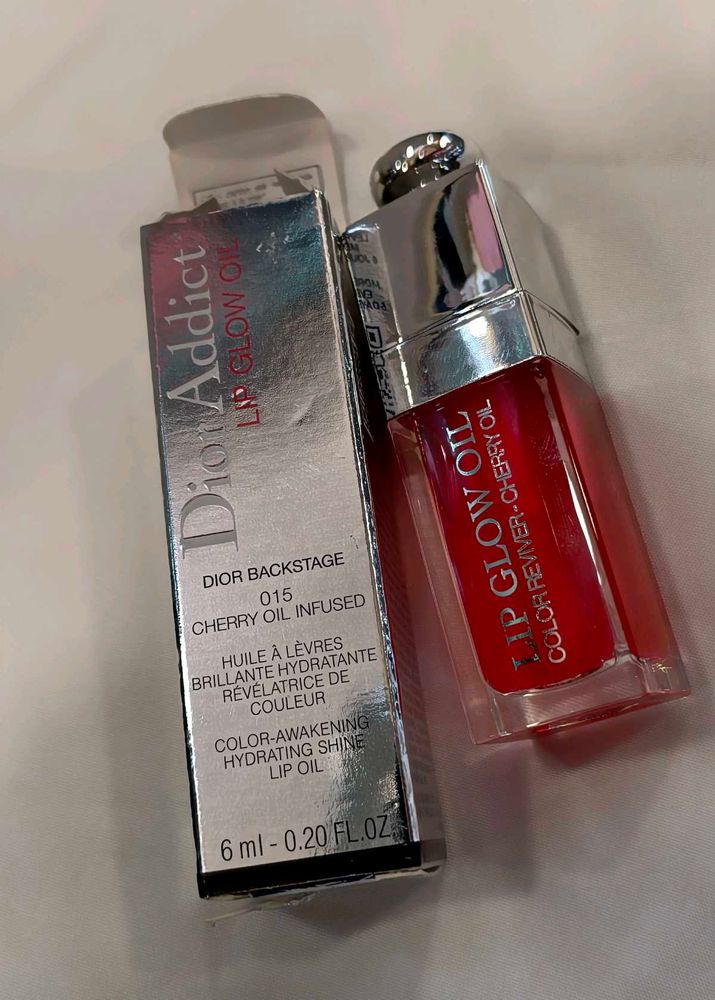 Dior Addict
LIP GLOW OIL
DIOR BACKSTAGE
015
CHERRY OIL INFUSED
HUILE À LÈVRES
BRILLANTE HYDRATANTE
RÉVÉLATRICE DE
COULEUR
COLOR-AWAKENING
HYDRATING SHINE
LIP OIL
6 ml - 0.20 FL.OZ.
LIP GLOW OIL
COLOR REVIVER - CHERRY OIL